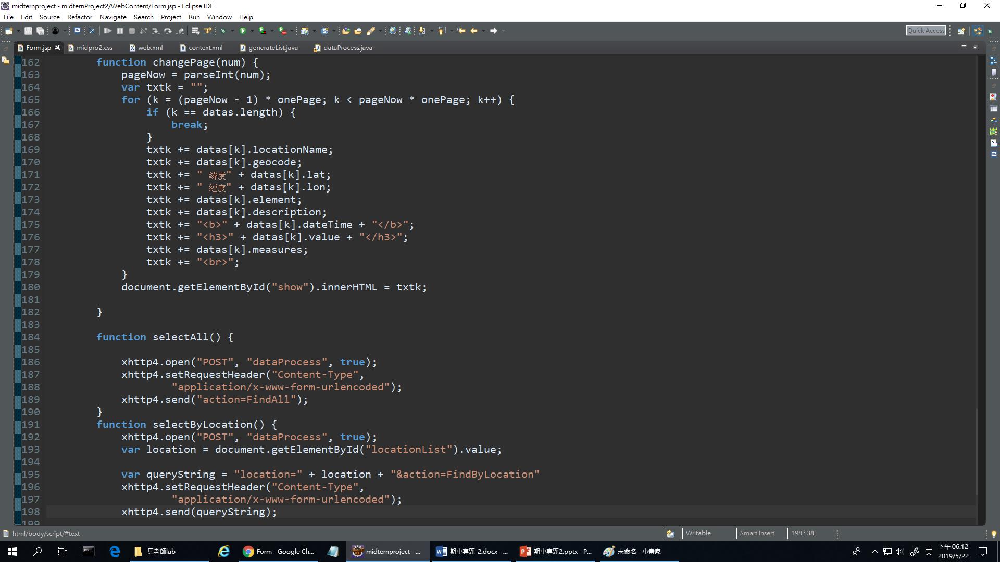 midternproject - midternProject2/WebContent/Form.jsp - Eclipse IDE
File Edit Source Refactor Navigate Search Project Run Window Help
Quick Access
Form.jsp midpro2.css web.xml context.xml generateList.java dataProcess.java
162 function changePage(num) {
163 pageNow = parseInt(num);
164 var txtk = "";
165 for (k = (pageNow - 1) * onePage; k < pageNow * onePage; k++) {
166 if (k == datas.length) {
167 break;
168 }
169 txtk += datas[k].locationName;
170 txtk += datas[k].geocode;
171 txtk += " 緯度" + datas[k].lat;
172 txtk += " 經度" + datas[k].lon;
173 txtk += datas[k].element;
174 txtk += datas[k].description;
175 txtk += "<b>" + datas[k].dateTime + "</b>";
176 txtk += "<h3>" + datas[k].value + "</h3>";
177 txtk += datas[k].measures;
178 txtk += "<br>";
179 }
180 document.getElementById("show").innerHTML = txtk;
181
182 }
183
184 function selectAll() {
185
186 xhttp4.open("POST", "dataProcess", true);
187 xhttp4.setRequestHeader("Content-Type",
188 "application/x-www-form-urlencoded");
189 xhttp4.send("action=FindAll");
190 }
191 function selectByLocation() {
192 xhttp4.open("POST", "dataProcess", true);
193 var location = document.getElementById("locationList").value;
194
195 var queryString = "location=" + location + "&action=FindByLocation"
196 xhttp4.setRequestHeader("Content-Type",
197 "application/x-www-form-urlencoded");
198 xhttp4.send(queryString);
199
html/body/script/#text Writable Smart Insert 198 : 38
馬老師lab Form - Google Ch... midternproject - ... 期中專題-2.docx - ... 期中專題2.pptx - P... 未命名 - 小畫家 英 下午 06:12
2019/5/22